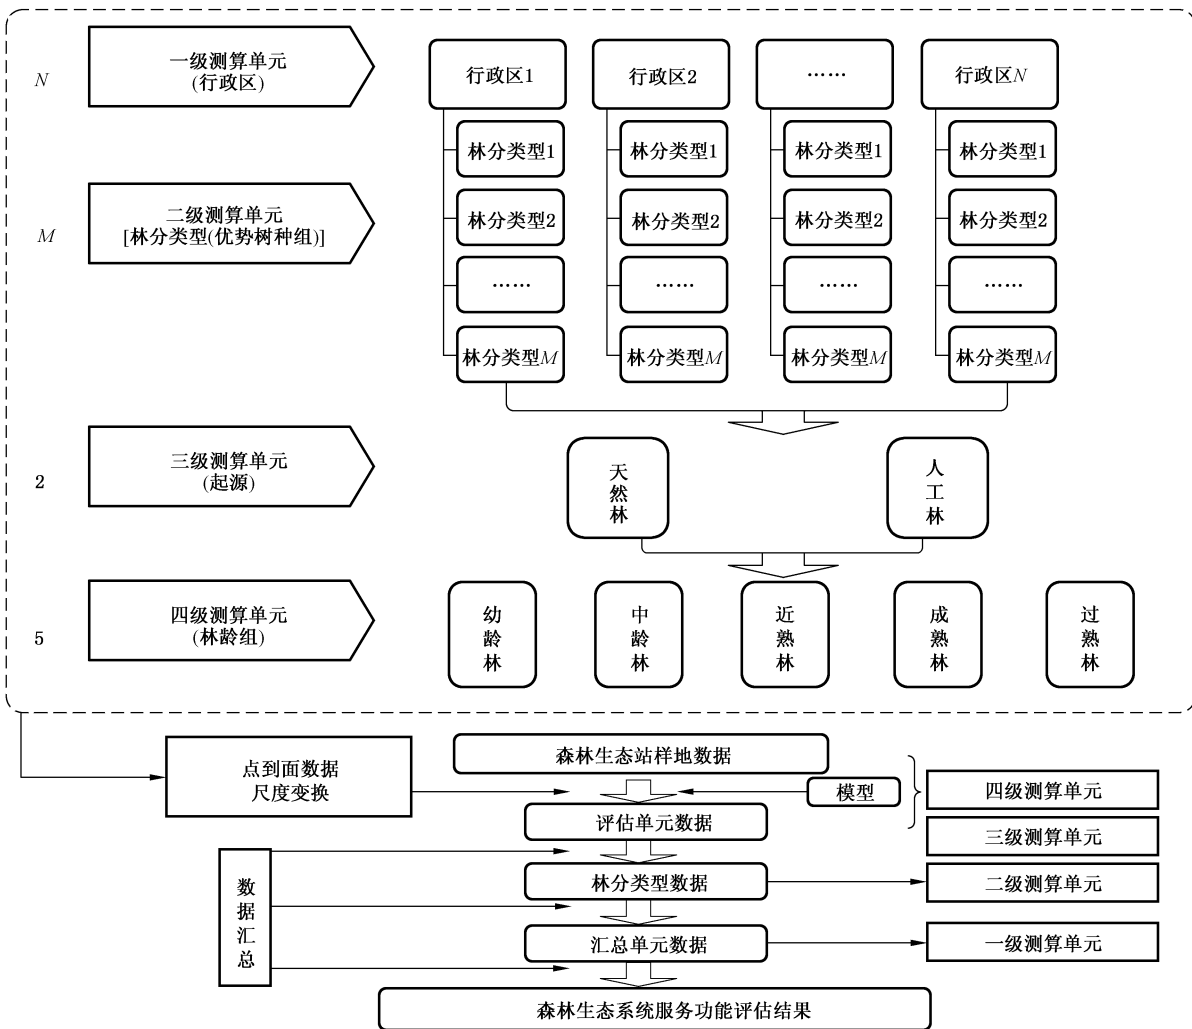 N
一级测算单元
(行政区)
行政区1
行政区2
……
行政区N
林分类型1
林分类型1
林分类型1
林分类型1
M
二级测算单元
[林分类型(优势树种组)]
林分类型2
林分类型2
林分类型2
林分类型2
……
……
……
……
林分类型M
林分类型M
林分类型M
林分类型M
2
三级测算单元
(起源)
天然林
人工林
5
四级测算单元
(林龄组)
幼龄林
中龄林
近熟林
成熟林
过熟林
点到面数据
尺度变换
森林生态站样地数据
模型
四级测算单元
评估单元数据
三级测算单元
数据汇总
林分类型数据
二级测算单元
汇总单元数据
一级测算单元
森林生态系统服务功能评估结果